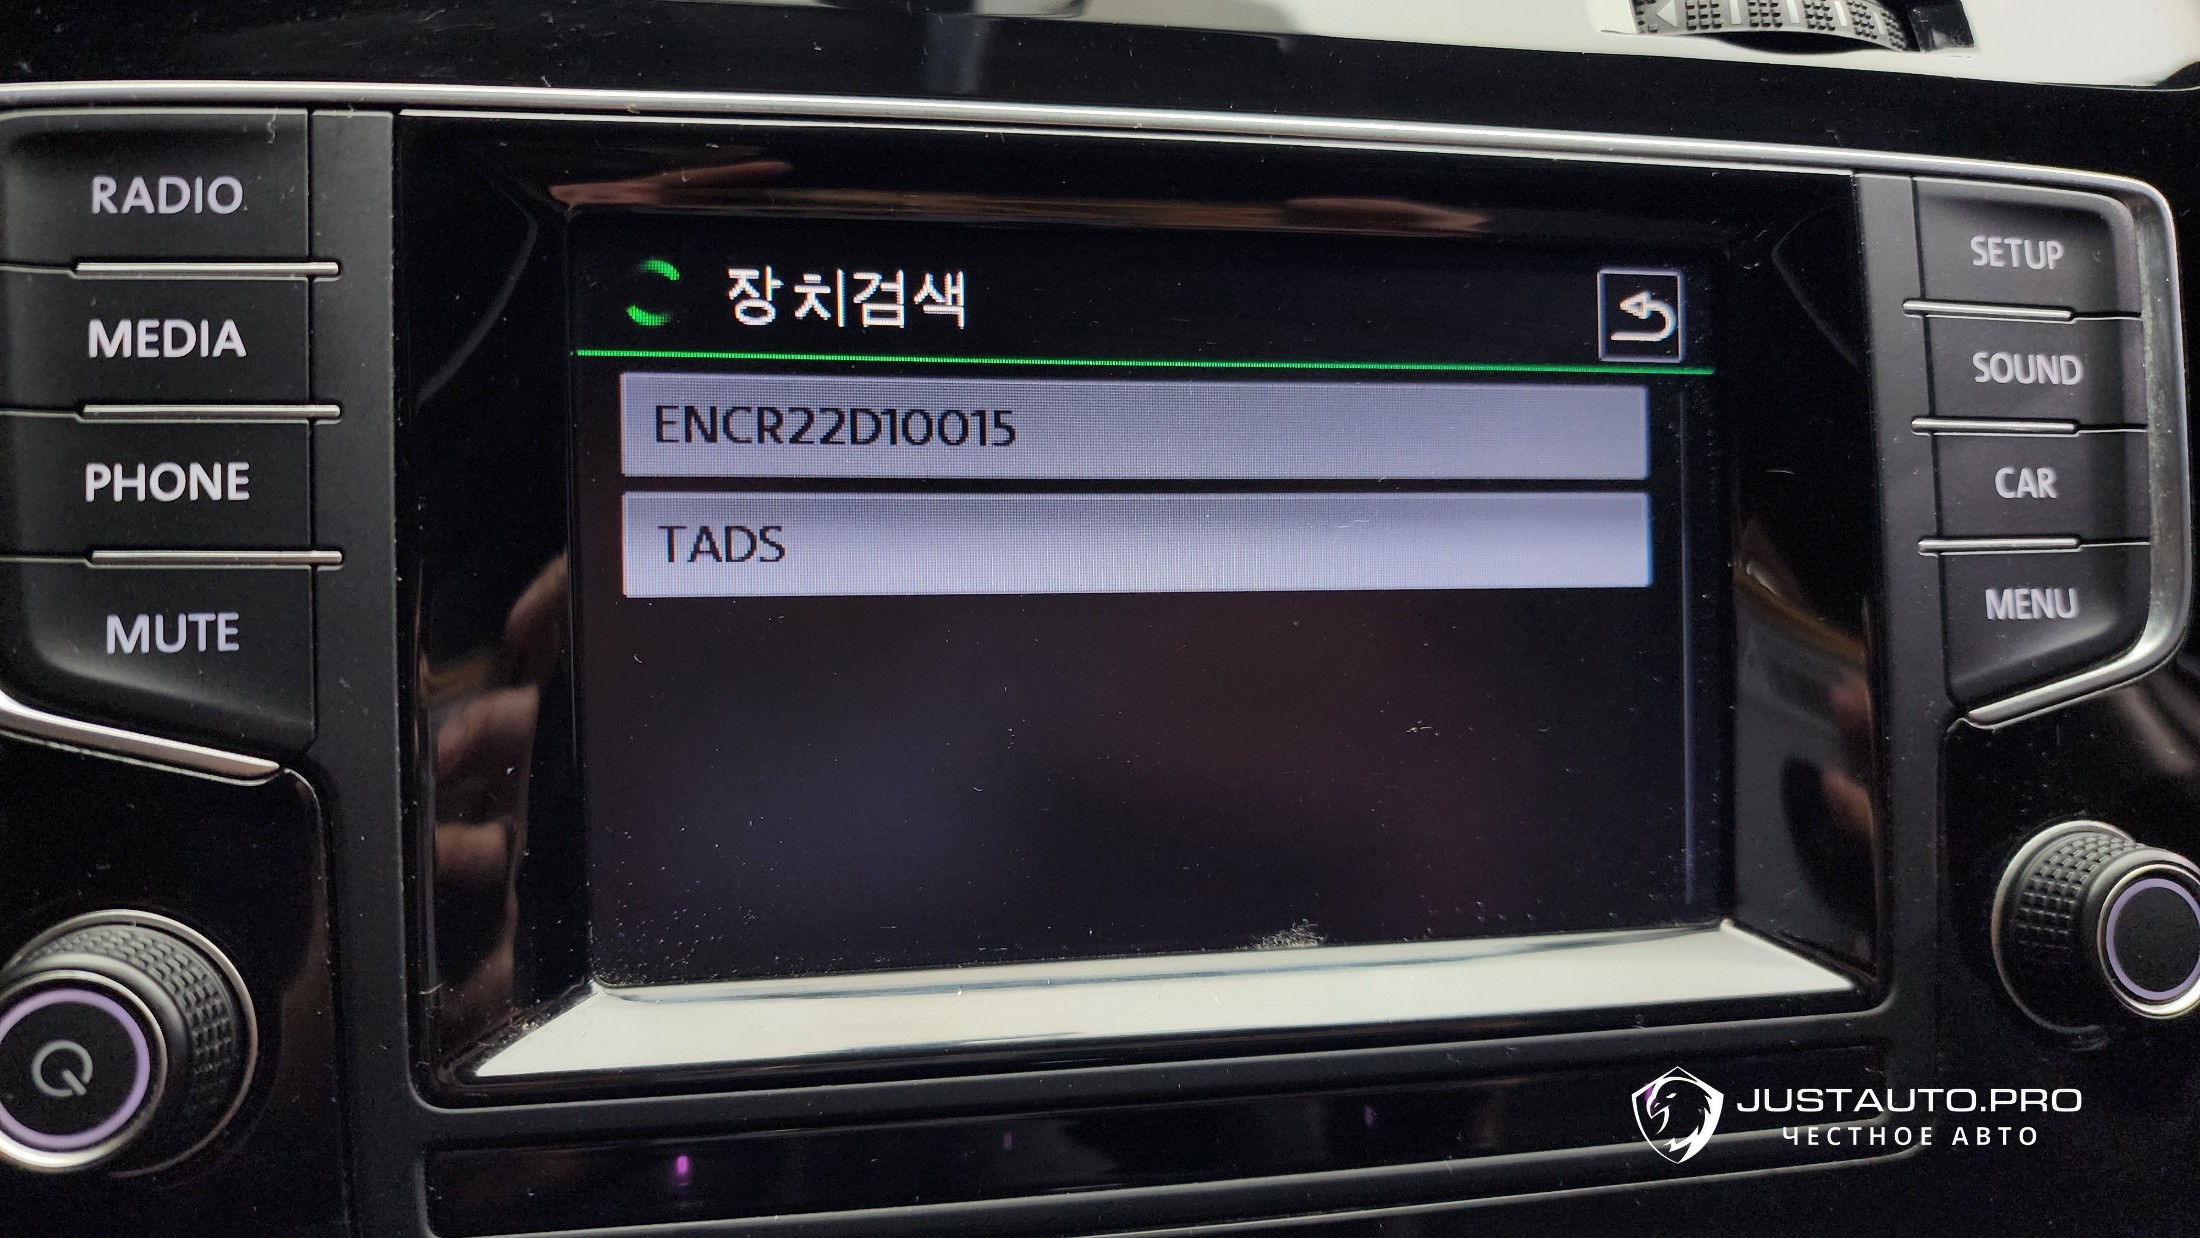 RADIO
MEDIA
PHONE
MUTE
장치검색
ENCR22D10015
TADS
SETUP
SOUND
CAR
MENU
JUSTAUTO.PRO
ЧЕСТНОЕ АВТО